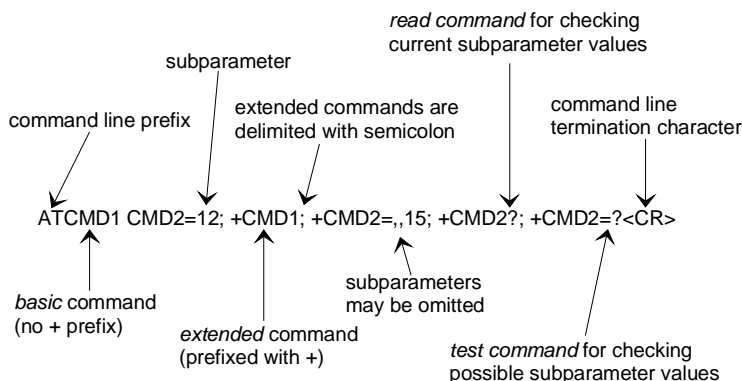 read command for checking
current subparameter values
subparameter
extended commands are
delimited with semicolon
command line
termination character
command line prefix
ATCMD1 CMD2=12; +CMD1; +CMD2=,,15; +CMD2?; +CMD2=?<CR>
basic command
(no + prefix)
extended command
(prefixed with +)
subparameters
may be omitted
test command for checking
possible subparameter values